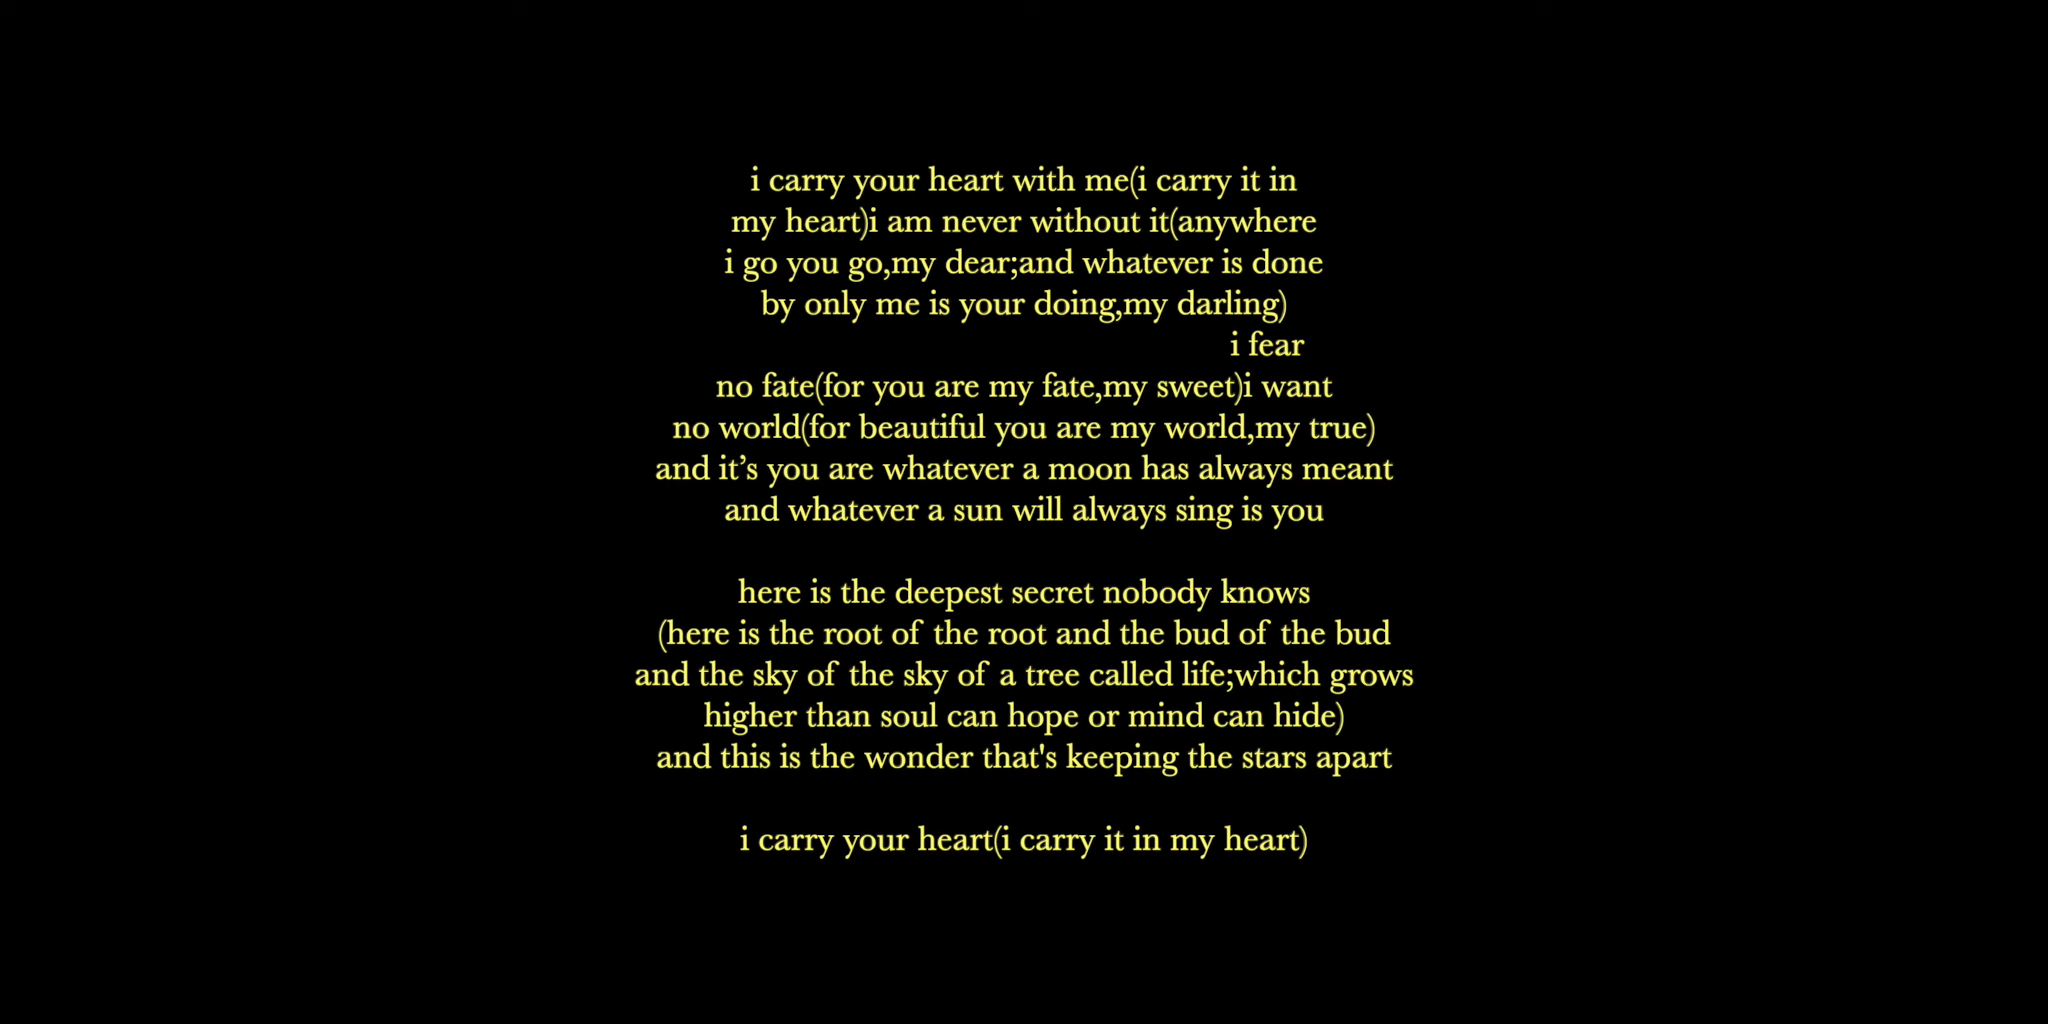 i carry your heart with me(i carry it in
my heart)i am never without it(anywhere
i go you go,my dear;and whatever is done
by only me is your doing,my darling)
i fear
no fate(for you are my fate,my sweet)i want
no world(for beautiful you are my world,my true)
and it’s you are whatever a moon has always meant
and whatever a sun will always sing is you

here is the deepest secret nobody knows
(here is the root of the root and the bud of the bud
and the sky of the sky of a tree called life;which grows
higher than soul can hope or mind can hide)
and this is the wonder that's keeping the stars apart

i carry your heart(i carry it in my heart)